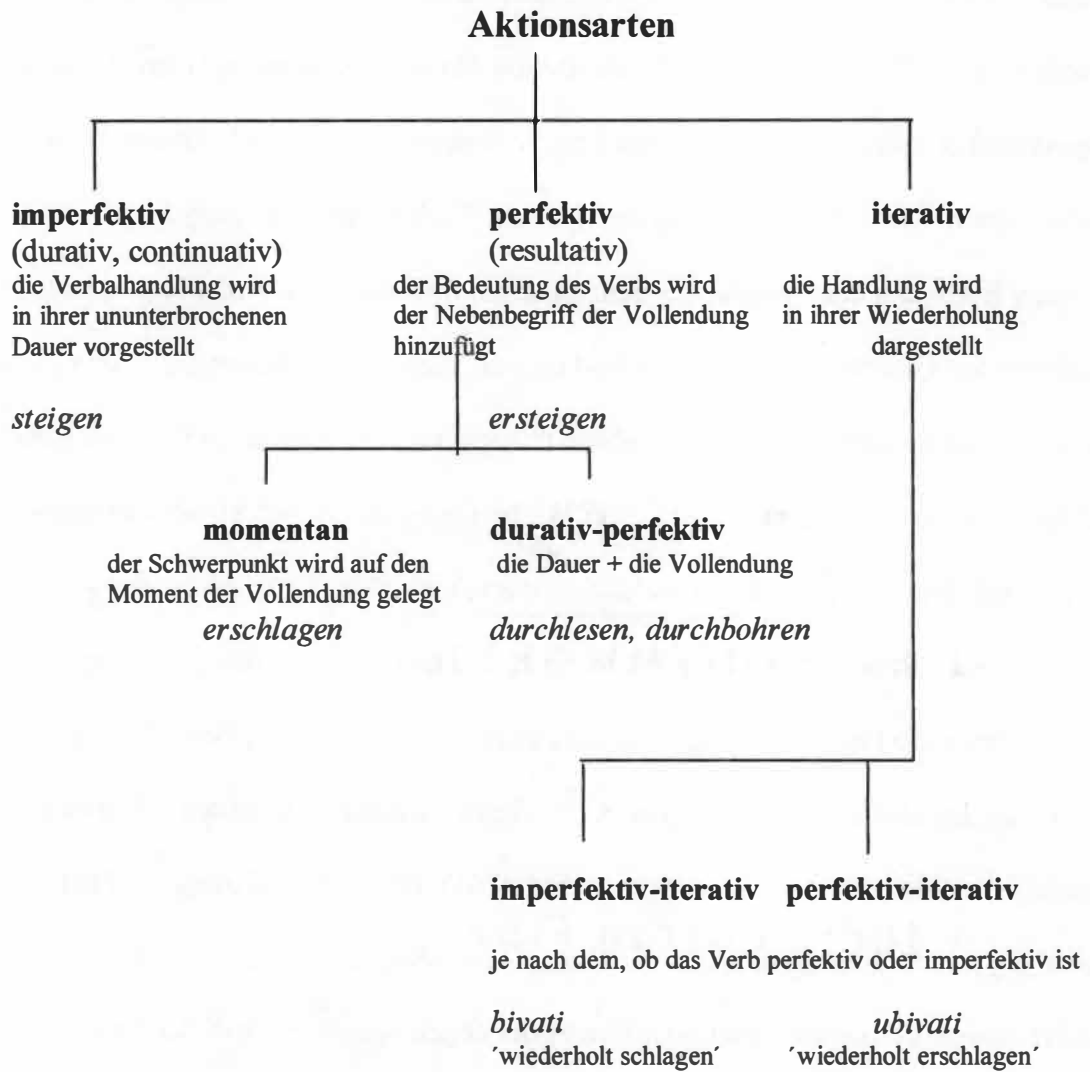 Aktionsarten
imperfektiv
(durativ, continuativ)
die Verbalhandlung wird
in ihrer ununterbrochenen
Dauer vorgestellt
steigen
perfektiv
(resultativ)
der Bedeutung des Verbs wird
der Nebenbegriff der Vollendung
hinzufügt
ersteigen
iterativ
die Handlung wird
in ihrer Wiederholung
dargestellt
momentan
der Schwerpunkt wird auf den
Moment der Vollendung gelegt
erschlagen
durativ-perfektiv
die Dauer + die Vollendung
durchlesen, durchbohren
imperfektiv-iterativ perfektiv-iterativ
je nach dem, ob das Verb perfektiv oder imperfektiv ist
bivati ubivati
´wiederholt schlagen´ ´wiederholt erschlagen´